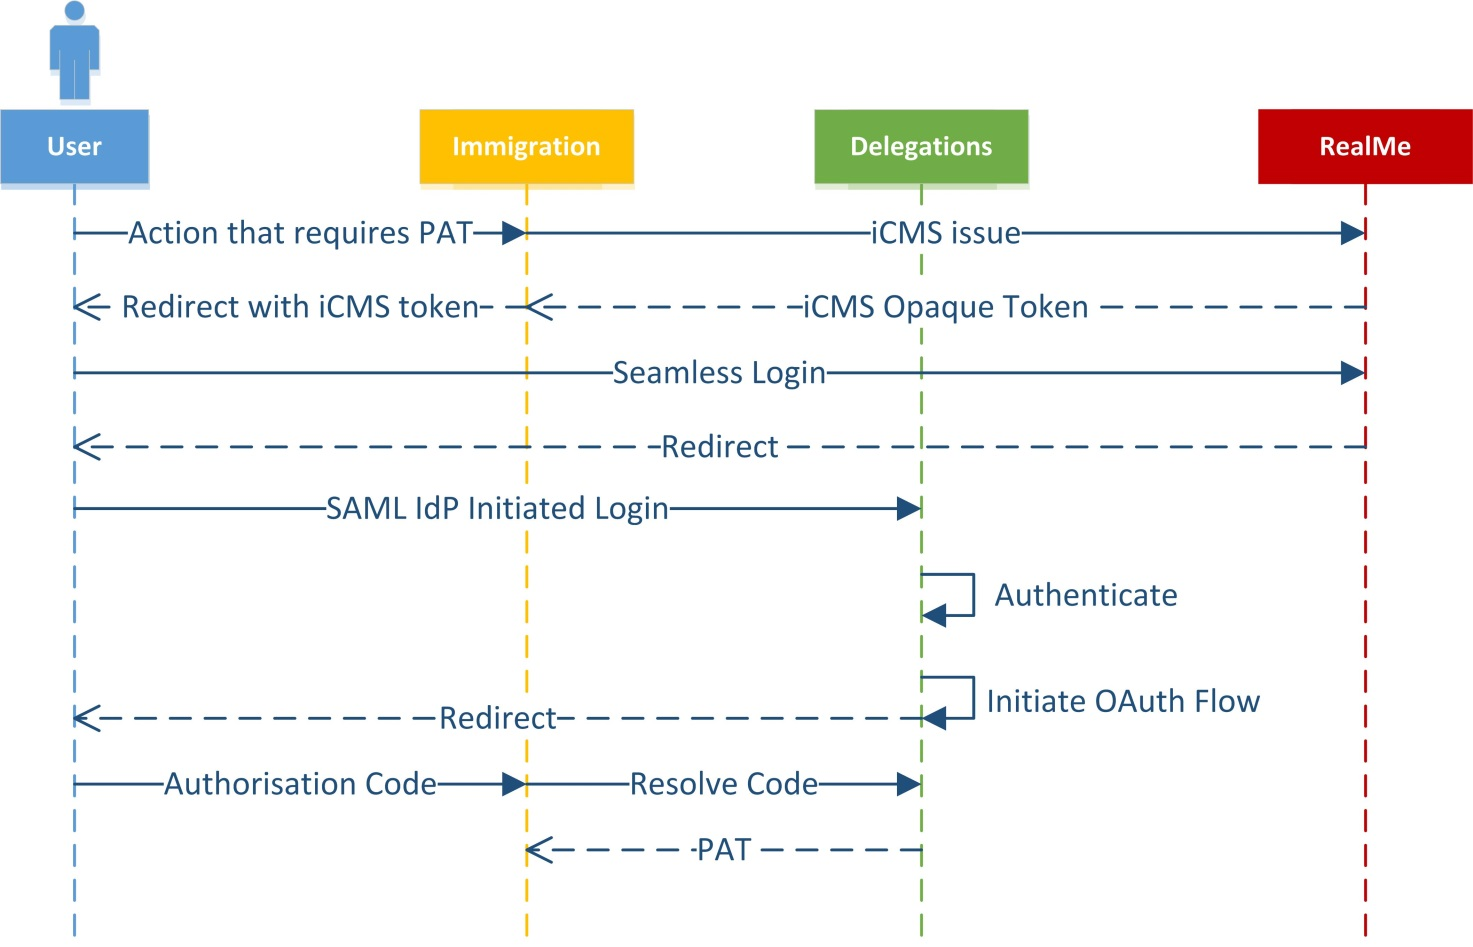 User
Immigration
Delegations
RealMe
Action that requires PAT
iCMS issue
Redirect with iCMS token
iCMS Opaque Token
Seamless Login
Redirect
SAML IdP Initiated Login
Authenticate
Initiate OAuth Flow
Redirect
Authorisation Code
Resolve Code
PAT